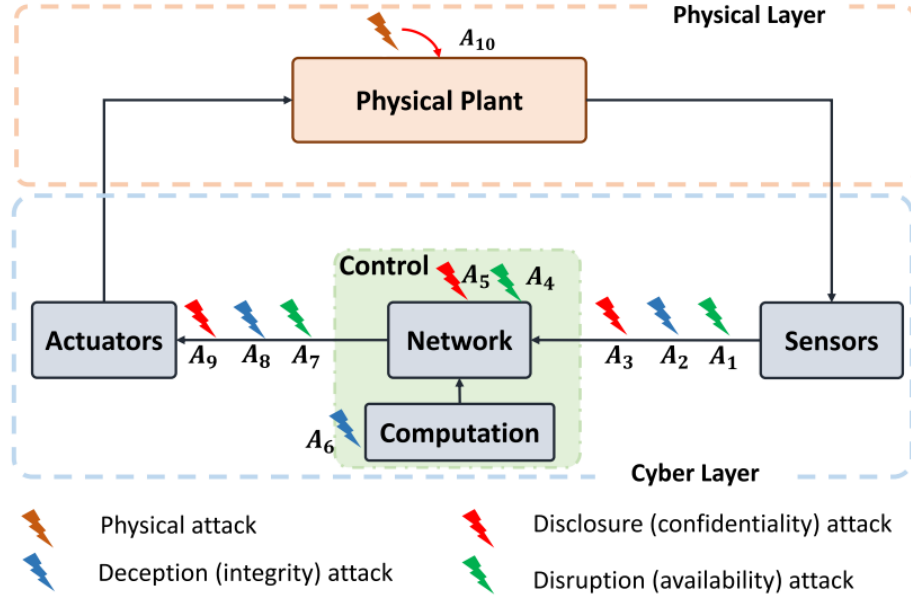 Physical Layer
A10
Physical Plant
Control
A5
A4
Actuators
Network
Sensors
A9
A8
A7
A3
A2
A1
A6
Computation
Cyber Layer
Physical attack
Disclosure (confidentiality) attack
Deception (integrity) attack
Disruption (availability) attack